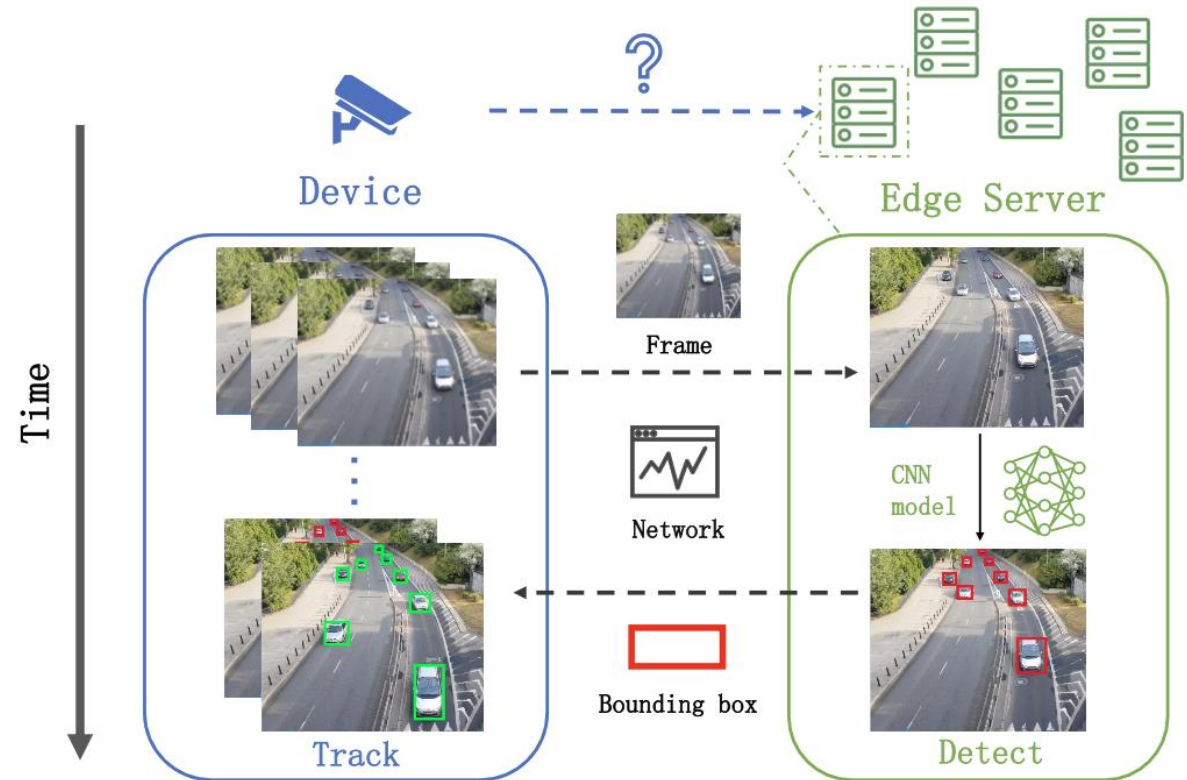 ?
Device
Edge Server
Time
Frame
Network
CNN
model
Bounding box
Track
Detect